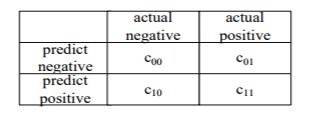 actual actual
negative positive
predict
negative c₀₀ c₀₁
predict
positive c₁₀ c₁₁